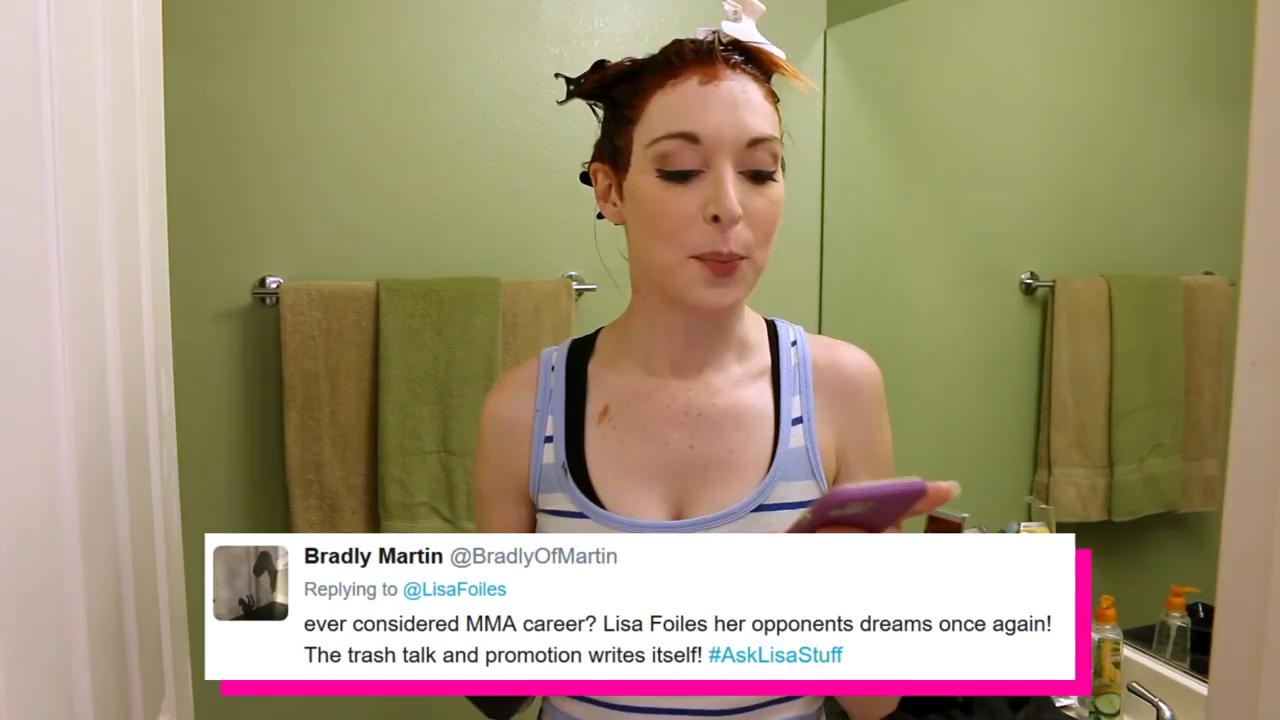 Bradly Martin @BradlyOfMartin
Replying to @LisaFoiles
ever considered MMA career? Lisa Foiles her opponents dreams once again!
The trash talk and promotion writes itself! #AskLisaStuff